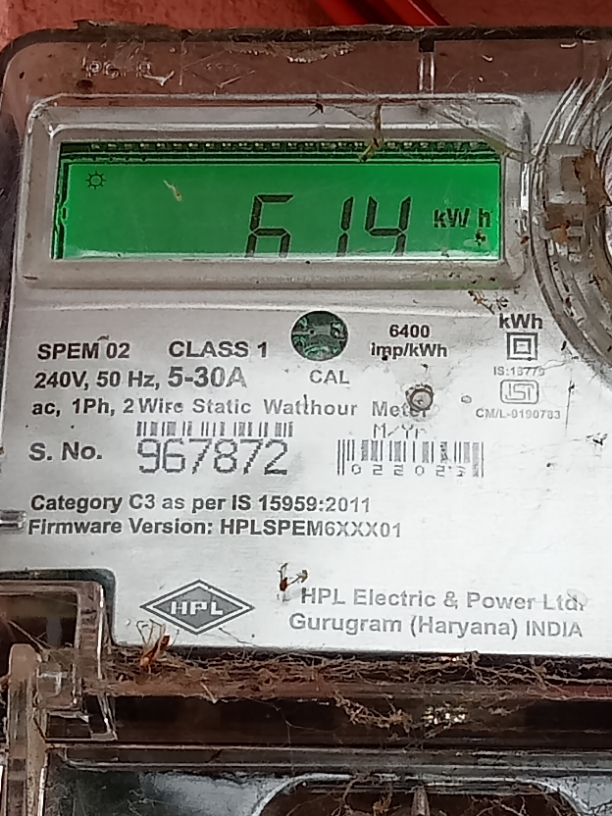 614 kWh
SPEM 02 CLASS 1
6400
imp/kWh
kWh
240V, 50 Hz, 5-30A
CAL
IS:13779
ISI
CM/L-0190783
ac, 1Ph, 2 Wire Static Watthour Meter
M/Yr
S. No. 967872
022023
Category C3 as per IS 15959:2011
Firmware Version: HPLSPEM6XXX01
HPL
HPL Electric & Power Ltd.
Gurugram (Haryana) INDIA